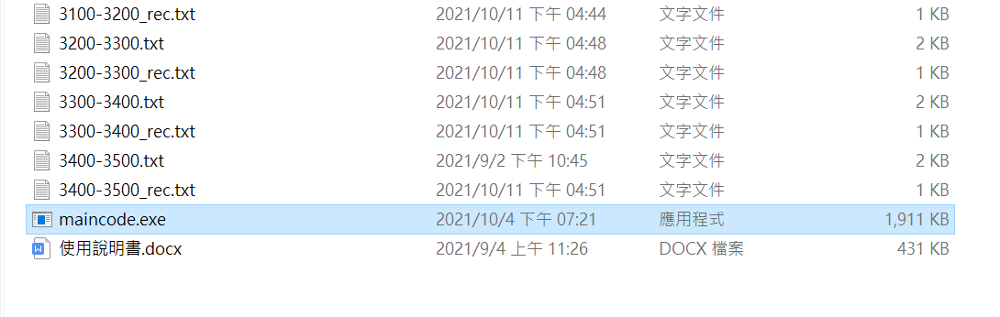 3100-3200_rec.txt 2021/10/11 下午 04:44 文字文件 1 KB
3200-3300.txt 2021/10/11 下午 04:48 文字文件 2 KB
3200-3300_rec.txt 2021/10/11 下午 04:48 文字文件 1 KB
3300-3400.txt 2021/10/11 下午 04:51 文字文件 2 KB
3300-3400_rec.txt 2021/10/11 下午 04:51 文字文件 1 KB
3400-3500.txt 2021/9/2 下午 10:45 文字文件 2 KB
3400-3500_rec.txt 2021/10/11 下午 04:51 文字文件 1 KB
maincode.exe 2021/10/4 下午 07:21 應用程式 1,911 KB
使用說明書.docx 2021/9/4 上午 11:26 DOCX 檔案 431 KB